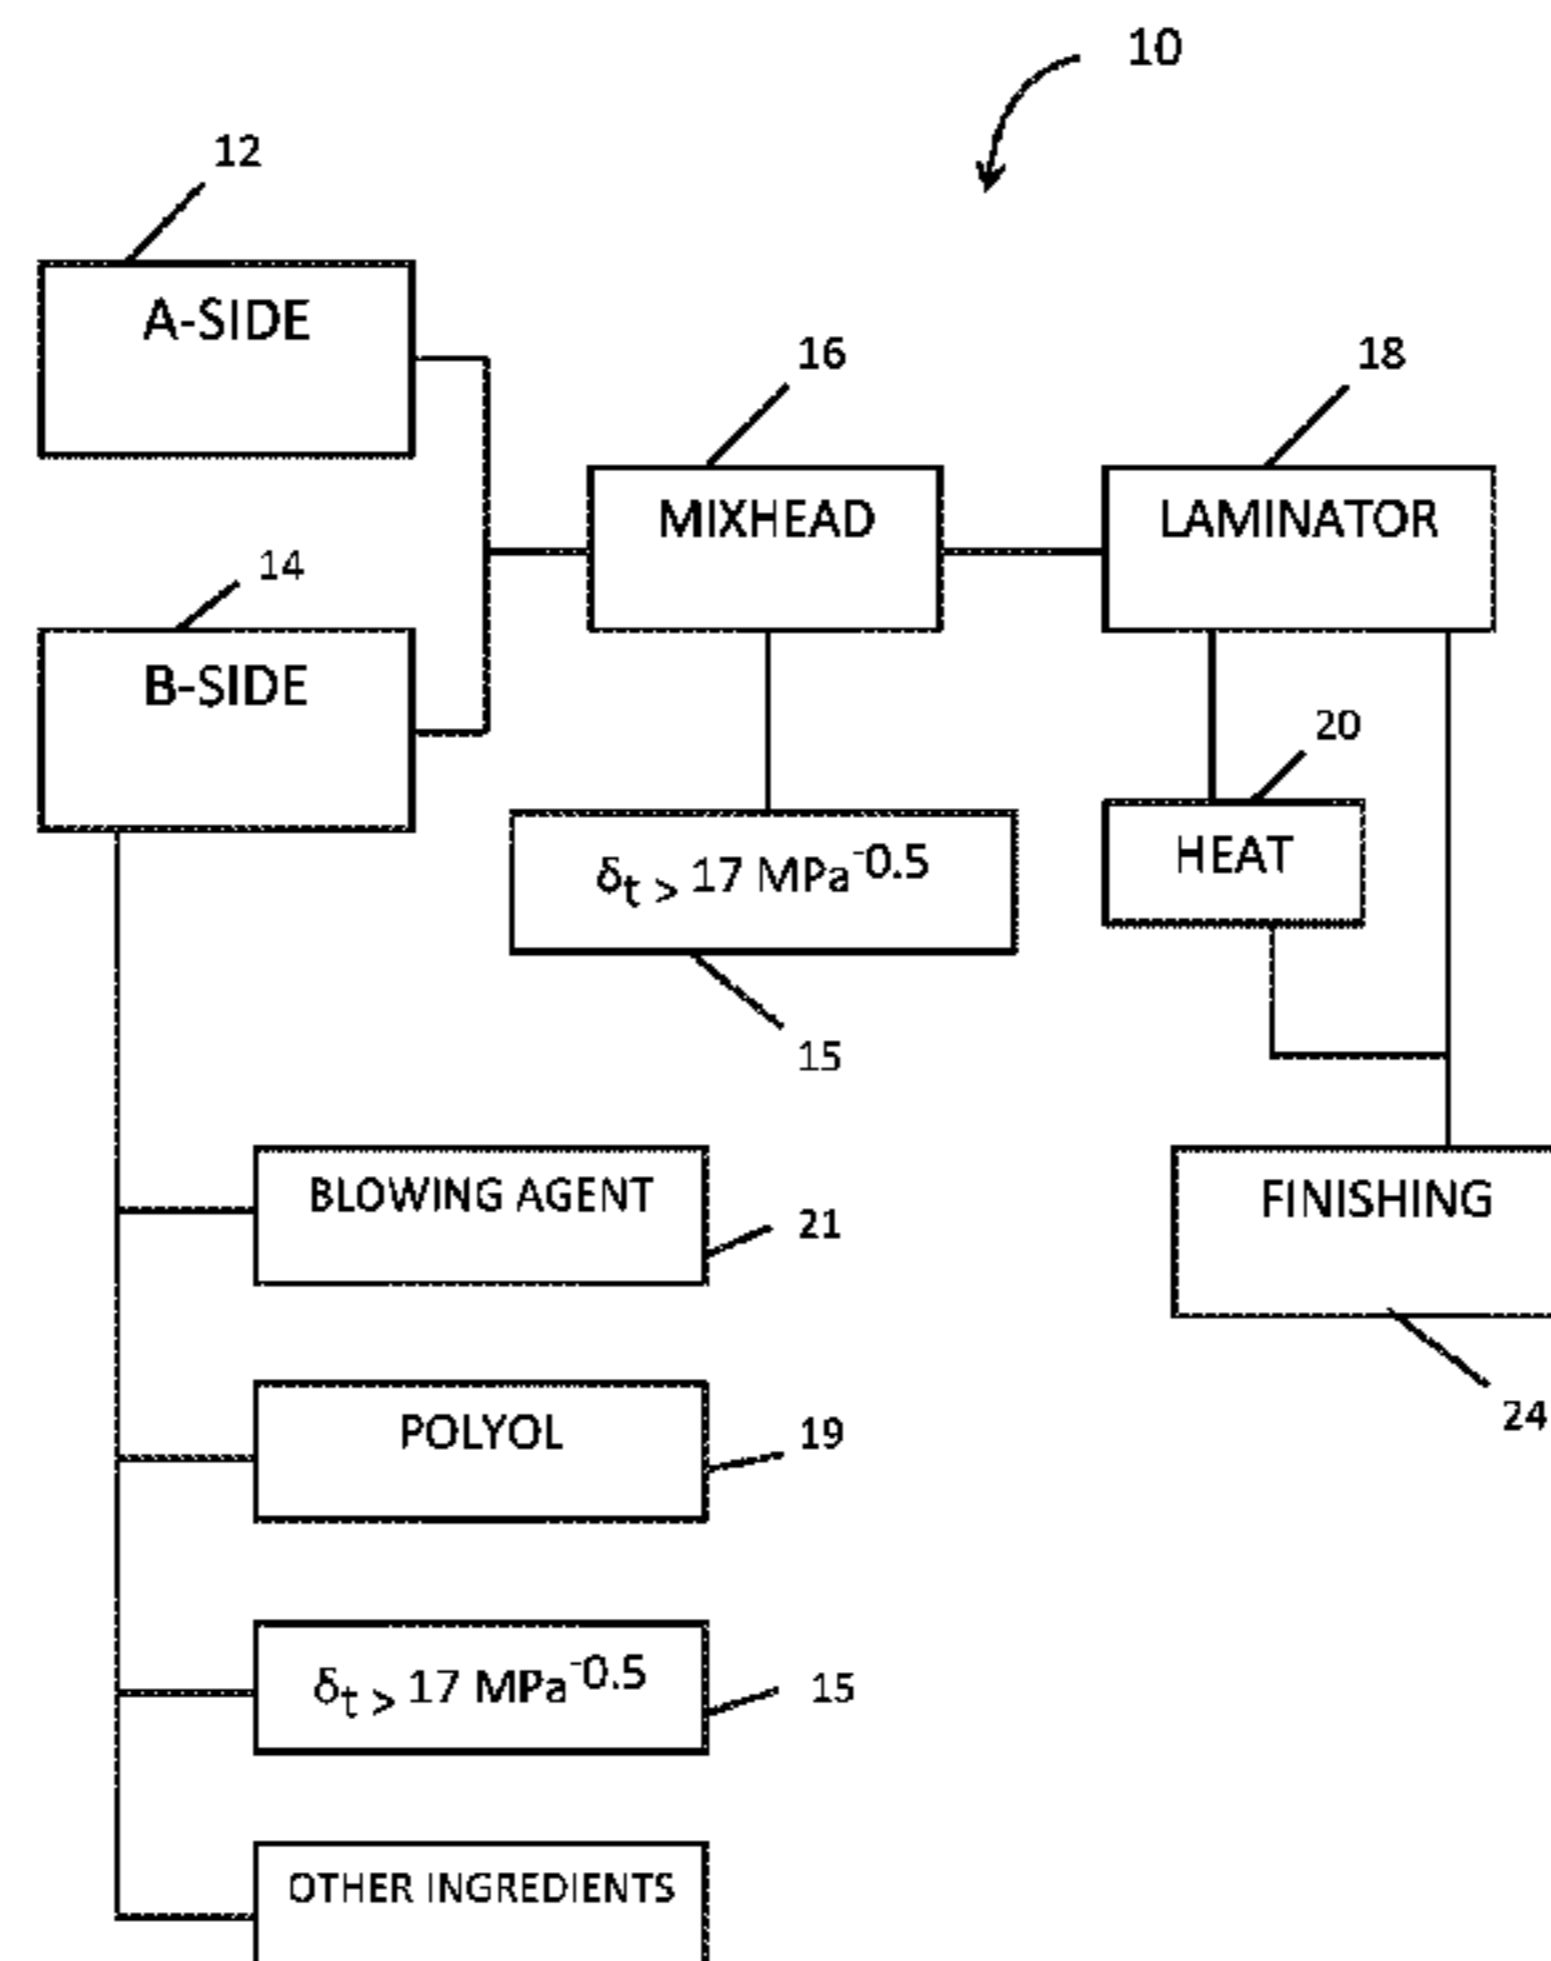 10
12
A-SIDE
16
18
MIXHEAD
LAMINATOR
14
B-SIDE
20
HEAT
δt > 17 MPa⁻0.5
15
BLOWING AGENT
21
FINISHING
24
POLYOL
19
δt > 17 MPa⁻0.5
15
OTHER INGREDIENTS